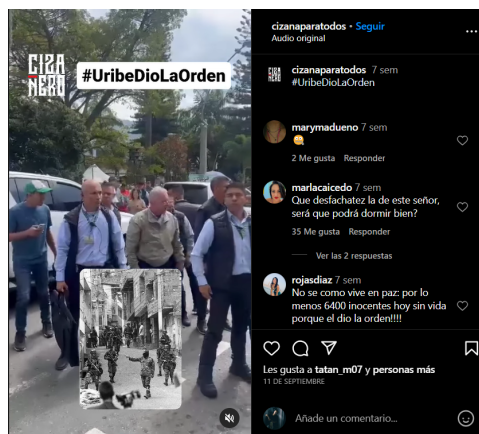 CIZA
NERO
#UribeDioLaOrden
cizanaparatodos • Seguir
Audio original
cizanaparatodos 7 sem
#UribeDioLaOrden
marymadueno 7 sem
2 Me gusta Responder
marlacaicedo 7 sem
Que desfachatez la de este señor,
será que podrá dormir bien?
35 Me gusta Responder
Ver las 2 respuestas
rojasdiaz 7 sem
No se como vive en paz: por lo
menos 6400 inocentes hoy sin vida
porque el dio la orden!!!!
Les gusta a tatan_m07 y personas más
11 DE SEPTIEMBRE
Añade un comentario...